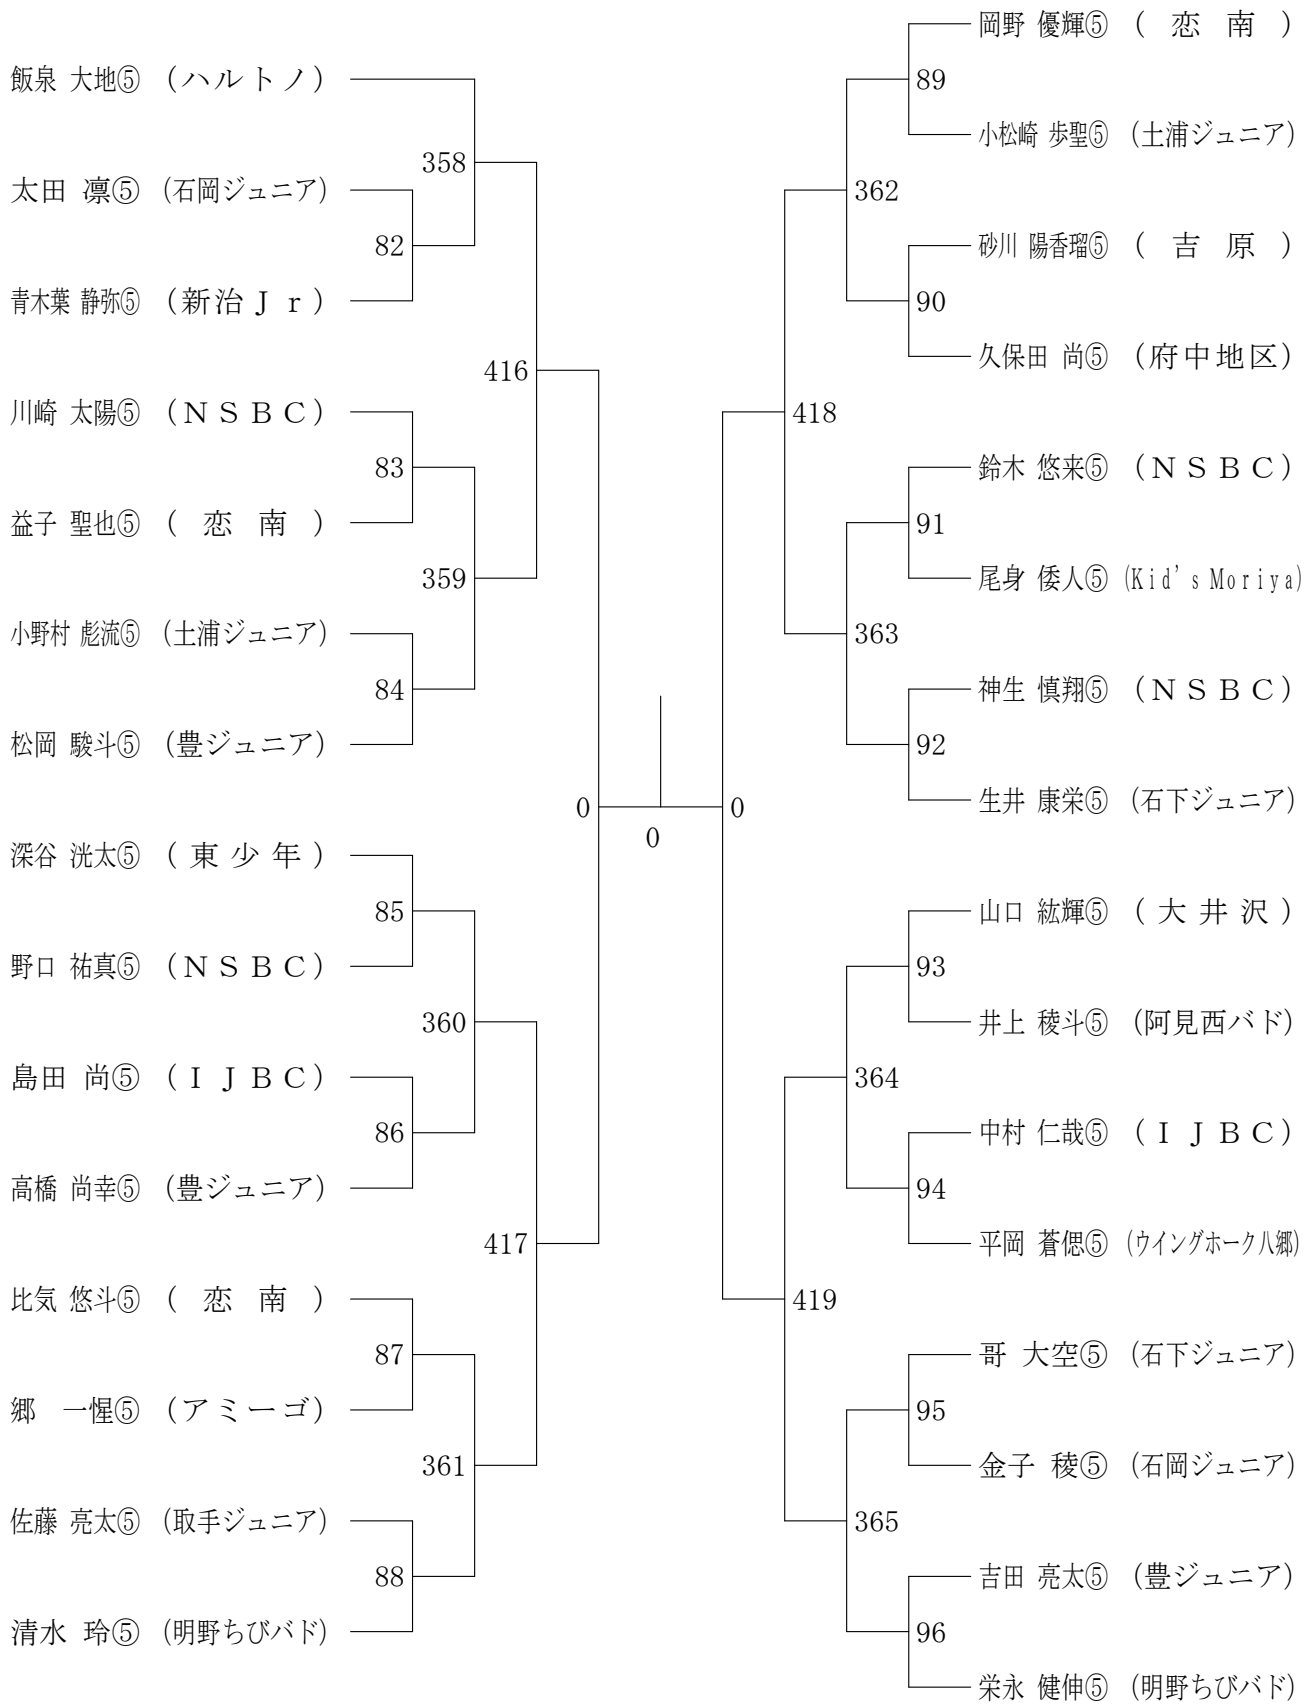 飯泉 大地⑤ (ハルトノ)
358
太田 凛⑤ (石岡ジュニア)
82
青木葉 静弥⑤ (新治Ｊｒ)
416
川崎 太陽⑤ (ＮＳＢＣ)
83
益子 聖也⑤ (恋南)
359
小野村 彪流⑤ (土浦ジュニア)
84
松岡 駿斗⑤ (豊ジュニア)
0
深谷 洸太⑤ (東少年)
85
野口 祐真⑤ (ＮＳＢＣ)
360
島田 尚⑤ (ＩＪＢＣ)
86
高橋 尚幸⑤ (豊ジュニア)
417
比気 悠斗⑤ (恋南)
87
郷 一惺⑤ (アミーゴ)
361
佐藤 亮太⑤ (取手ジュニア)
88
清水 玲⑤ (明野ちびバド)
0
岡野 優輝⑤ (恋南)
89
小松崎 歩聖⑤ (土浦ジュニア)
362
砂川 陽香瑠⑤ (吉原)
90
久保田 尚⑤ (府中地区)
418
鈴木 悠来⑤ (ＮＳＢＣ)
91
尾身 倭人⑤ (Kid's Moriya)
363
神生 慎翔⑤ (ＮＳＢＣ)
92
生井 康栄⑤ (石下ジュニア)
0
山口 紘輝⑤ (大井沢)
93
井上 稜斗⑤ (阿見西バド)
364
中村 仁哉⑤ (ＩＪＢＣ)
94
平岡 蒼偲⑤ (ウイングホーク八郷)
419
哥 大空⑤ (石下ジュニア)
95
金子 稜⑤ (石岡ジュニア)
365
吉田 亮太⑤ (豊ジュニア)
96
栄永 健伸⑤ (明野ちびバド)